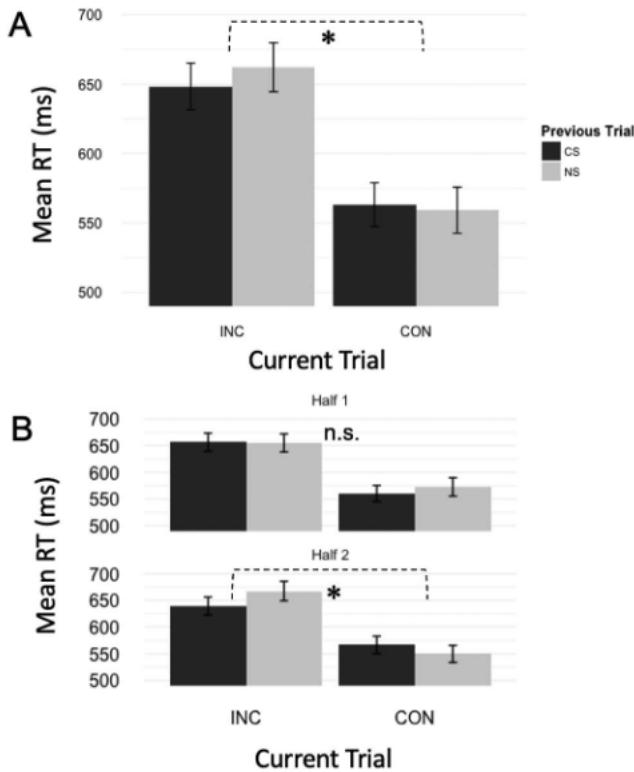 A
700
*
650
600
550
500
Mean RT (ms)
Previous Trial
CS
NS
INC
CON
Current Trial
B
Half 1
700
n.s.
650
600
550
500
Half 2
700
*
650
600
550
500
Mean RT (ms)
INC
CON
Current Trial